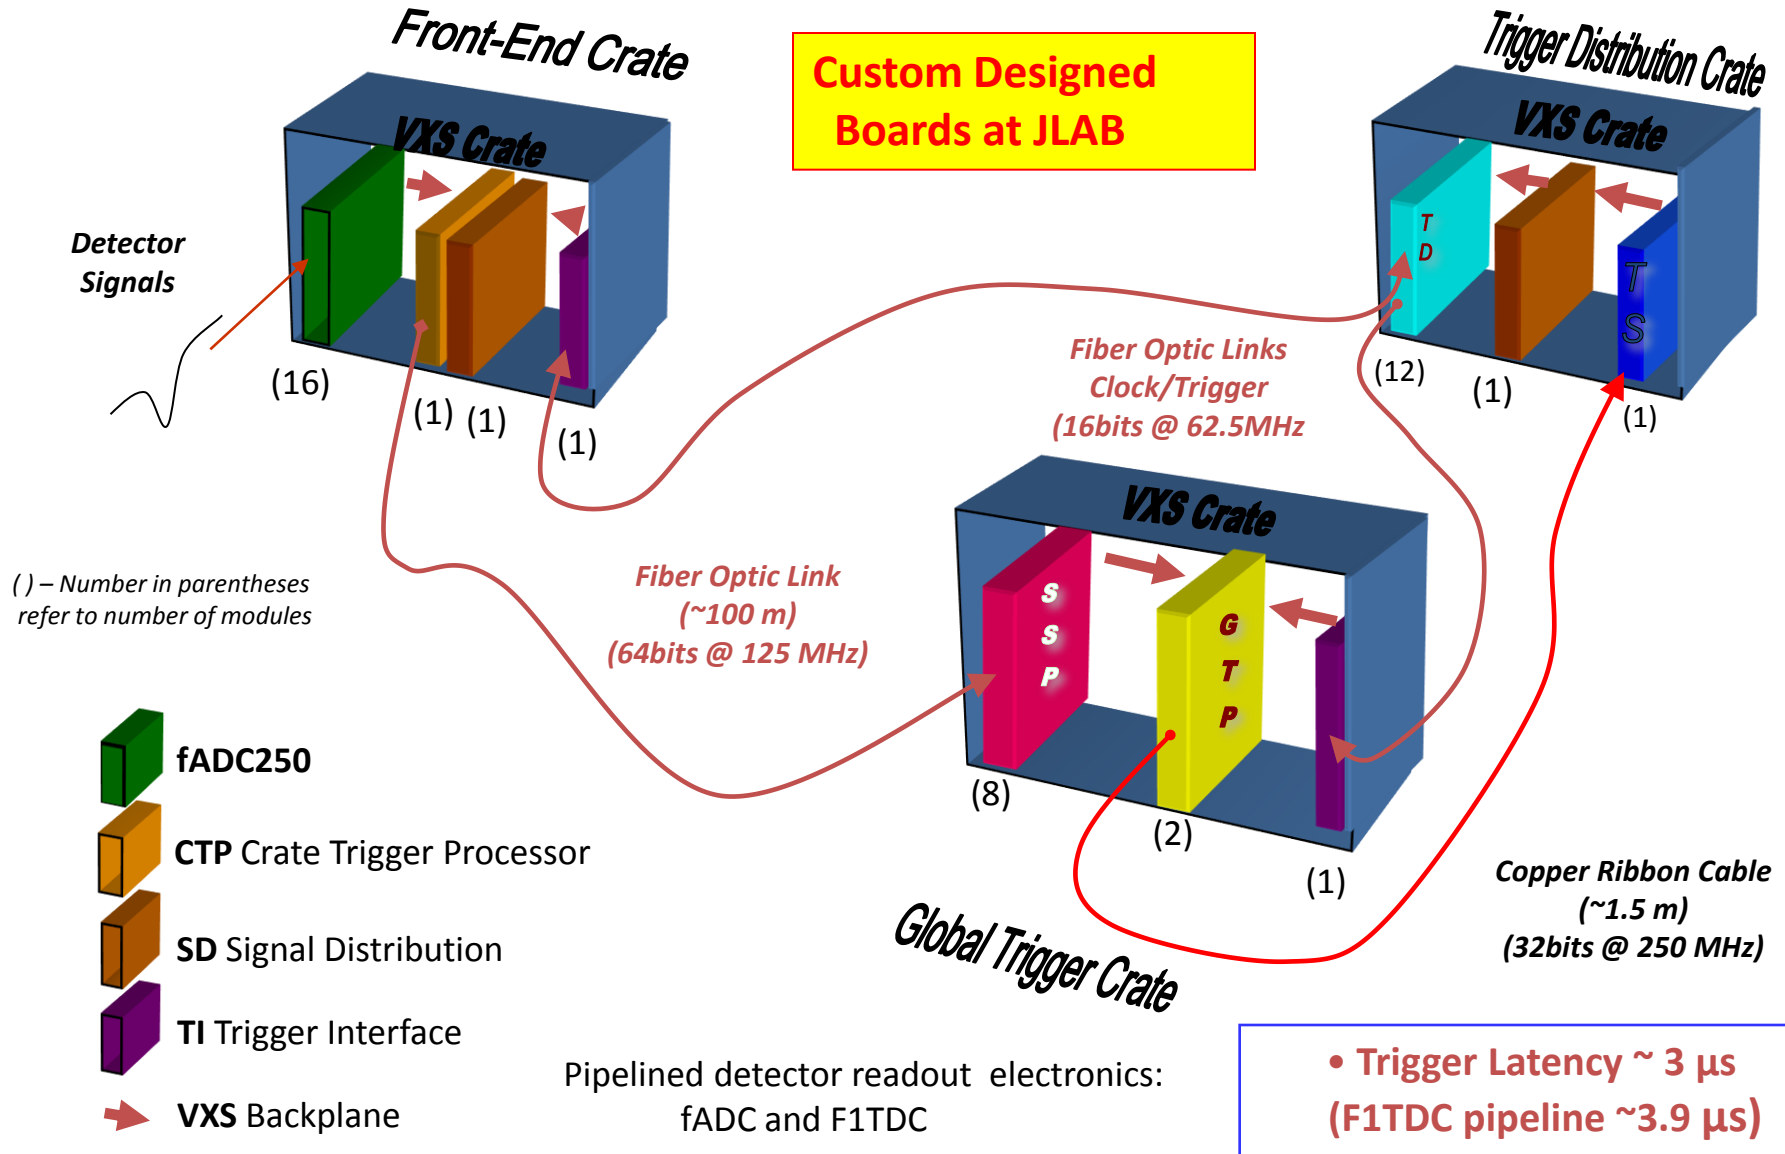 Front-End Crate
VXS Crate
Detector
Signals
(16)
(1)
(1)
(1)
Custom Designed
Boards at JLAB
Trigger Distribution Crate
VXS Crate
T
D
T
S
(12)
(1)
(1)
Fiber Optic Links
Clock/Trigger
(16bits @ 62.5MHz
( ) – Number in parentheses
refer to number of modules
Fiber Optic Link
(~100 m)
(64bits @ 125 MHz)
VXS Crate
S
S
P
G
T
P
(8)
(2)
(1)
Global Trigger Crate
Copper Ribbon Cable
(~1.5 m)
(32bits @ 250 MHz)
fADC250
CTP Crate Trigger Processor
SD Signal Distribution
TI Trigger Interface
VXS Backplane
Pipelined detector readout electronics:
fADC and F1TDC
• Trigger Latency ~ 3 μs
(F1TDC pipeline ~3.9 μs)